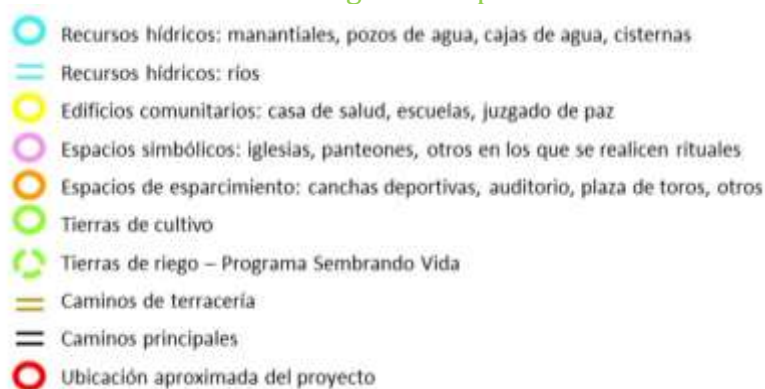 Recursos hídricos: manantiales, pozos de agua, cajas de agua, cisternas
Recursos hídricos: ríos
Edificios comunitarios: casa de salud, escuelas, juzgado de paz
Espacios simbólicos: iglesias, panteones, otros en los que se realicen rituales
Espacios de esparcimiento: canchas deportivas, auditorio, plaza de toros, otros
Tierras de cultivo
Tierras de riego – Programa Sembrando Vida
Caminos de terracería
Caminos principales
Ubicación aproximada del proyecto